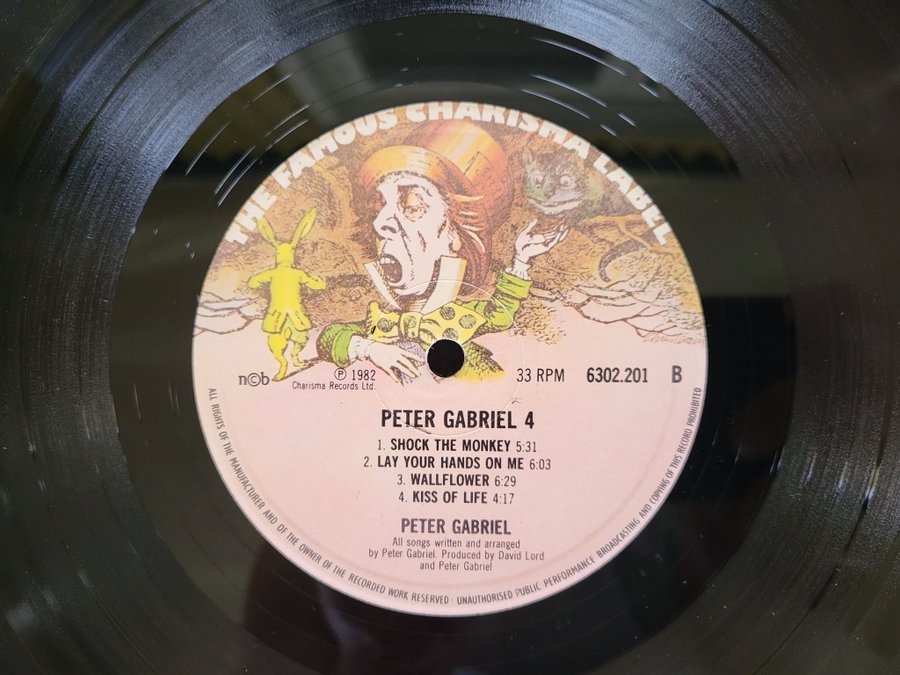 THE FAMOUS CHARISMA LABEL
n©b
℗ 1982
Charisma Records Ltd.
33 RPM
6302.201
B
PETER GABRIEL 4
1. SHOCK THE MONKEY 5:31
2. LAY YOUR HANDS ON ME 6:03
3. WALLFLOWER 6:29
4. KISS OF LIFE 4:17
PETER GABRIEL
All songs written and arranged
by Peter Gabriel. Produced by David Lord
and Peter Gabriel
ALL RIGHTS OF THE MANUFACTURER AND OF THE OWNER OF THE RECORDED WORK RESERVED · UNAUTHORISED PUBLIC PERFORMANCE BROADCASTING AND COPYING OF THIS RECORD PROHIBITED